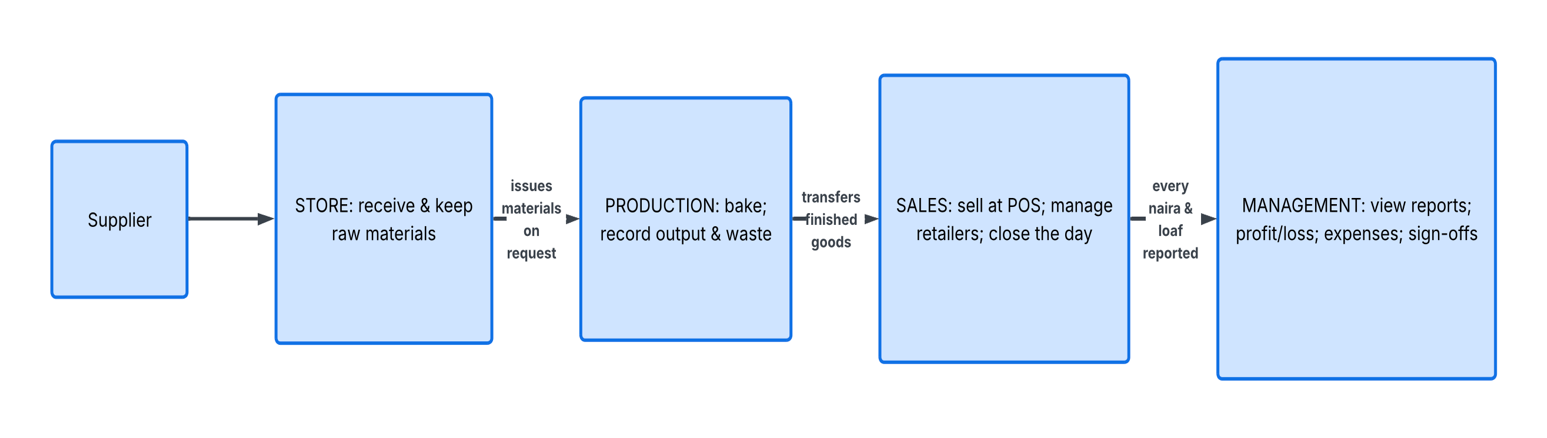 Supplier
STORE: receive & keep
raw materials
issues
materials
on
request
PRODUCTION: bake;
record output & waste
transfers
finished
goods
SALES: sell at POS; manage
retailers; close the day
every
naira &
loaf
reported
MANAGEMENT: view reports;
profit/loss; expenses; sign-offs